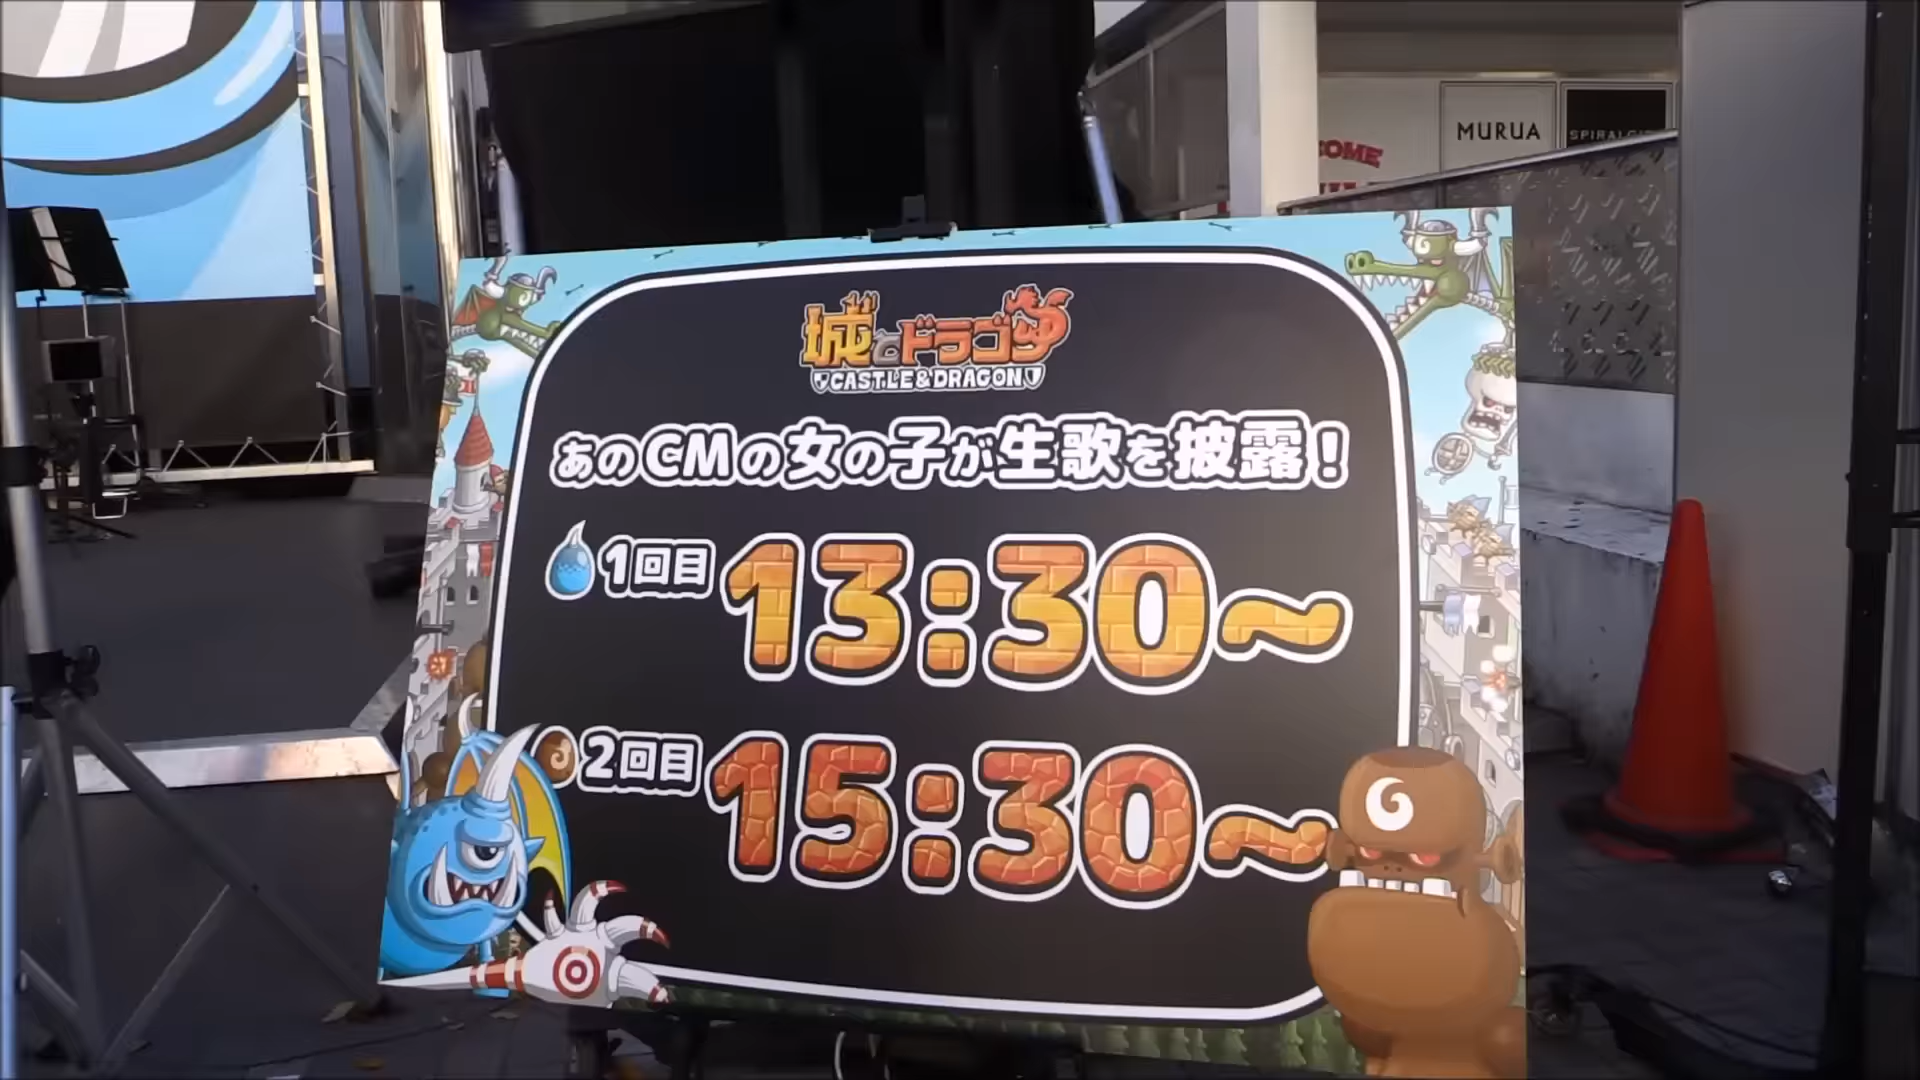 MURUA
城とドラゴン
CASTLE&DRAGON
あのCMの女の子が生歌を披露!
1回目 13:30~
2回目 15:30~